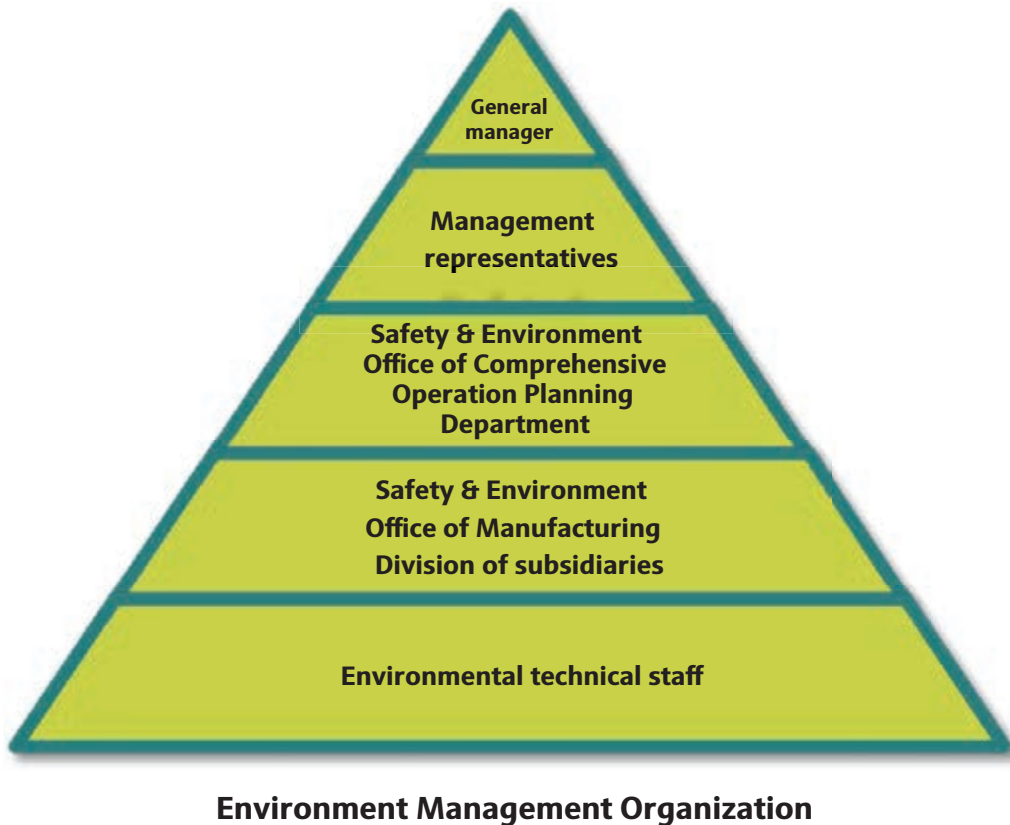 General
manager
Management
representatives
Safety & Environment
Office of Comprehensive
Operation Planning
Department
Safety & Environment
Office of Manufacturing
Division of subsidiaries
Environmental technical staff
Environment Management Organization